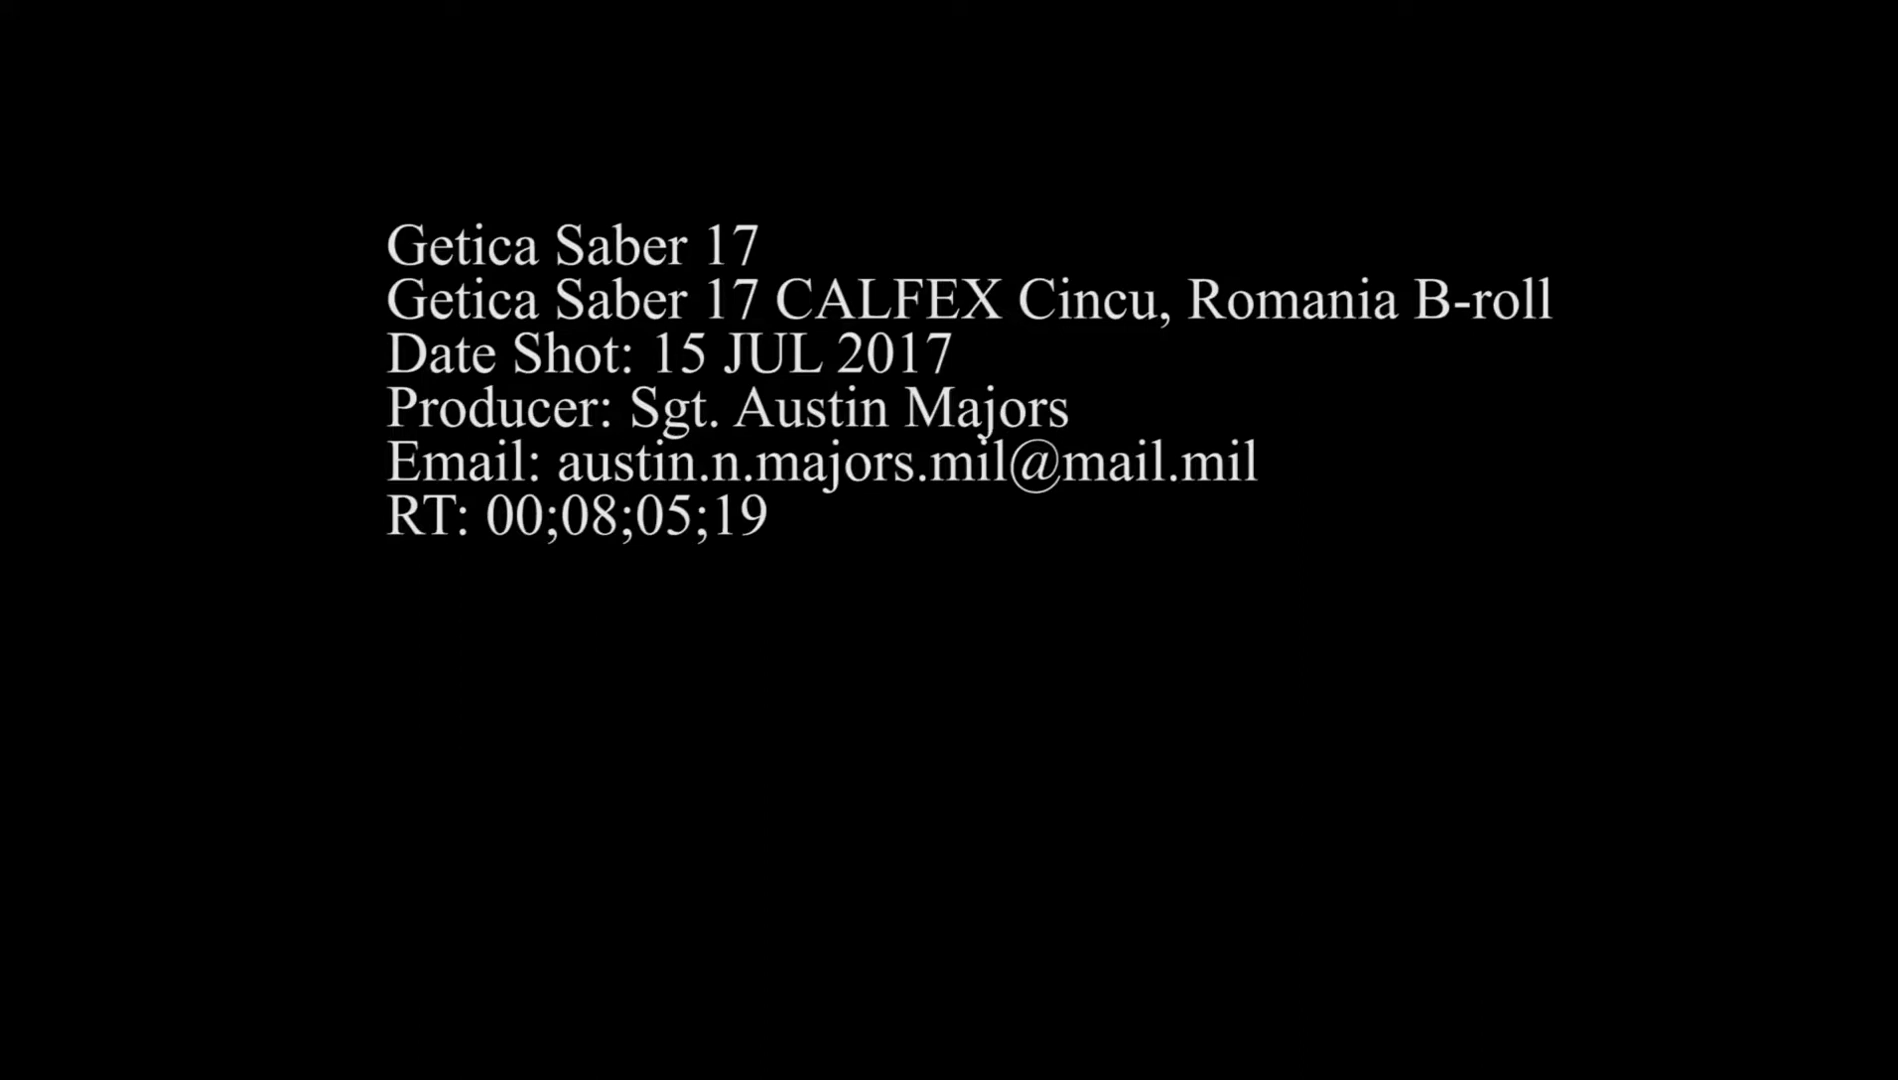 Getica Saber 17
Getica Saber 17 CALFEX Cincu, Romania B-roll
Date Shot: 15 JUL 2017
Producer: Sgt. Austin Majors
Email: austin.n.majors.mil@mail.mil
RT: 00;08;05;19